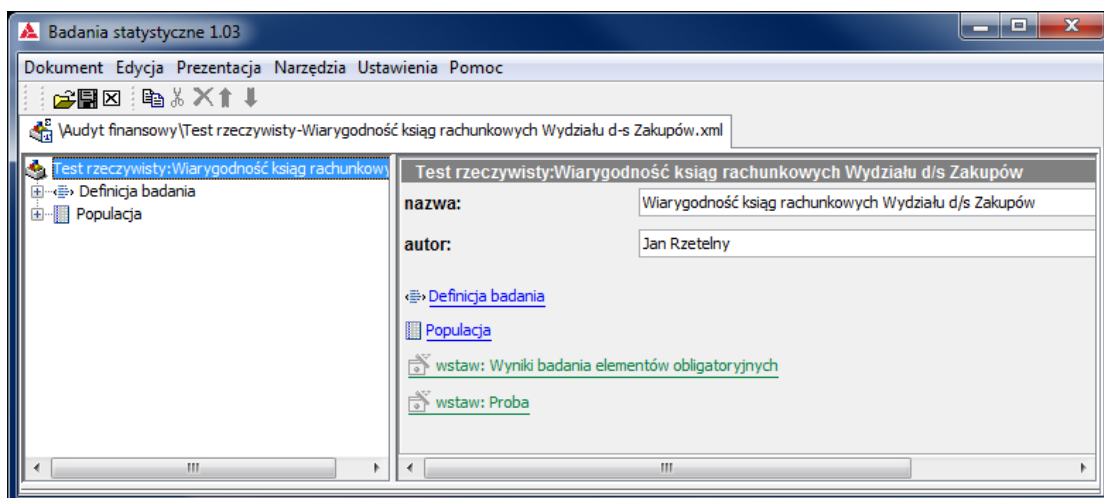 Badania statystyczne 1.03
Dokument Edycja Prezentacja Narzędzia Ustawienia Pomoc
\Audyt finansowy\Test rzeczywisty-Wiarygodność ksiąg rachunkowych Wydziału d-s Zakupów.xml
Test rzeczywisty:Wiarygodność ksiąg rachunkowy
Definicja badania
Populacja
Test rzeczywisty:Wiarygodność ksiąg rachunkowych Wydziału d/s Zakupów
nazwa: Wiarygodność ksiąg rachunkowych Wydziału d/s Zakupów
autor: Jan Rzetelny
Definicja badania
Populacja
wstaw: Wyniki badania elementów obligatoryjnych
wstaw: Proba